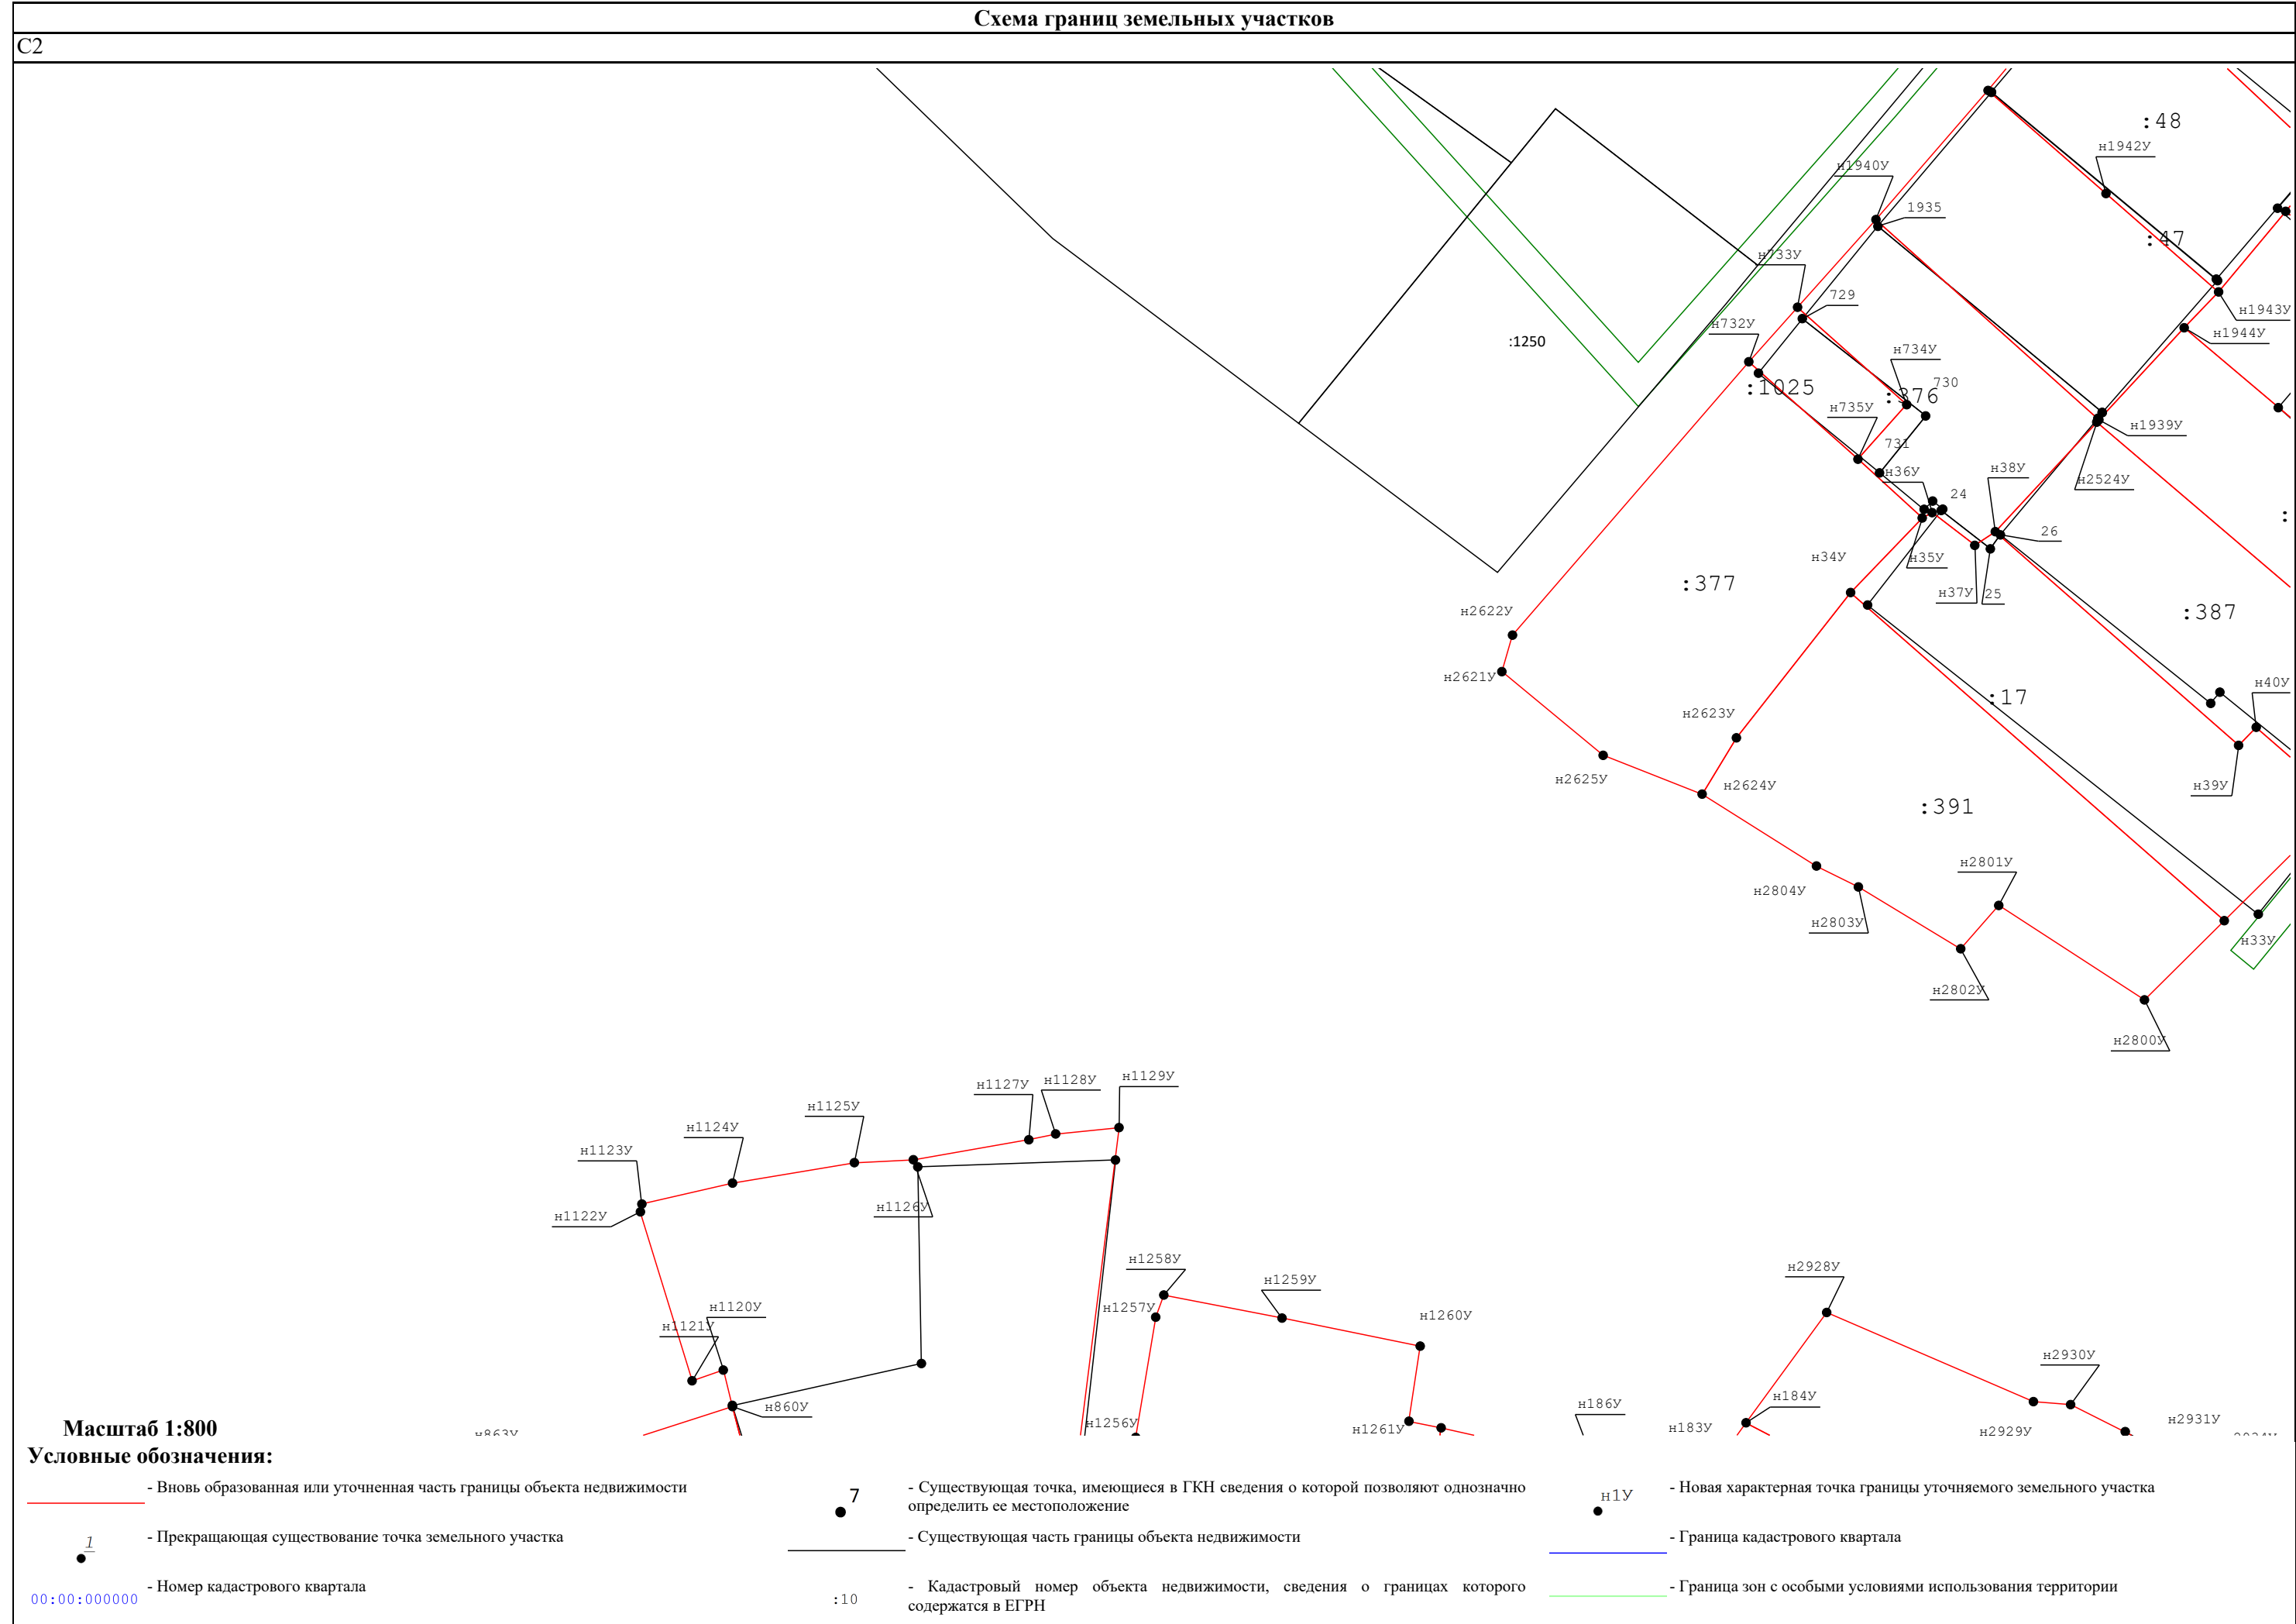 Схема границ земельных участков
С2
:48
н1942У
н1940У
1935
:47
н733У
729
н1943У
н732У
н1944У
:1250
н734У
:1025
:376
730
н735У
н1939У
731
н36У
н38У
н2524У
24
26
н34У
н35У
:377
н37У
25
н2622У
:387
н2621У
н40У
:17
н2623У
н2625У
н2624У
н39У
:391
н2801У
н2804У
н2803У
н33У
н2802У
н2800У
н1129У
н1127У
н1128У
н1125У
н1124У
н1123У
н1126У
н1122У
н1258У
н2928У
н1259У
н1120У
н1257У
н1260У
н1121У
н2930У
н184У
н860У
н186У
н1256У
н1261У
н183У
н2931У
н2929У
н863У
Масштаб 1:800
Условные обозначения:
- Вновь образованная или уточненная часть границы объекта недвижимости
7
- Существующая точка, имеющиеся в ГКН сведения о которой позволяют однозначно
определить ее местоположение
н1У
- Новая характерная точка границы уточняемого земельного участка
1
- Прекращающая существование точка земельного участка
- Существующая часть границы объекта недвижимости
- Граница кадастрового квартала
00:00:000000
- Номер кадастрового квартала
:10
- Кадастровый номер объекта недвижимости, сведения о границах которого
содержатся в ЕГРН
- Граница зон с особыми условиями использования территории